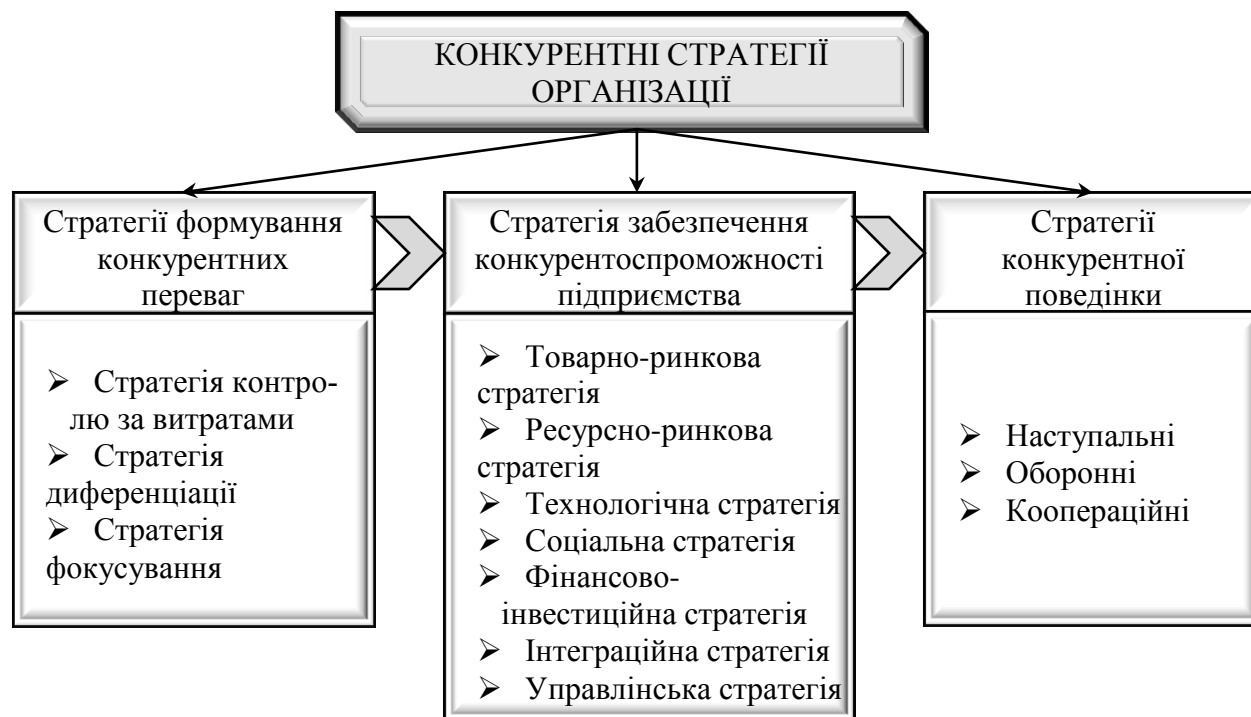 КОНКУРЕНТНІ СТРАТЕГІЇ
ОРГАНІЗАЦІЇ
Стратегії формування
конкурентних
переваг
➢ Стратегія контро-
лю за витратами
➢ Стратегія
диференціації
➢ Стратегія
фокусування
Стратегія забезпечення
конкурентоспроможності
підприємства
➢ Товарно-ринкова
стратегія
➢ Ресурсно-ринкова
стратегія
➢ Технологічна стратегія
➢ Соціальна стратегія
➢ Фінансово-
інвестиційна стратегія
➢ Інтеграційна стратегія
➢ Управлінська стратегія
Стратегії
конкурентної
поведінки
➢ Наступальні
➢ Оборонні
➢ Коопераційні